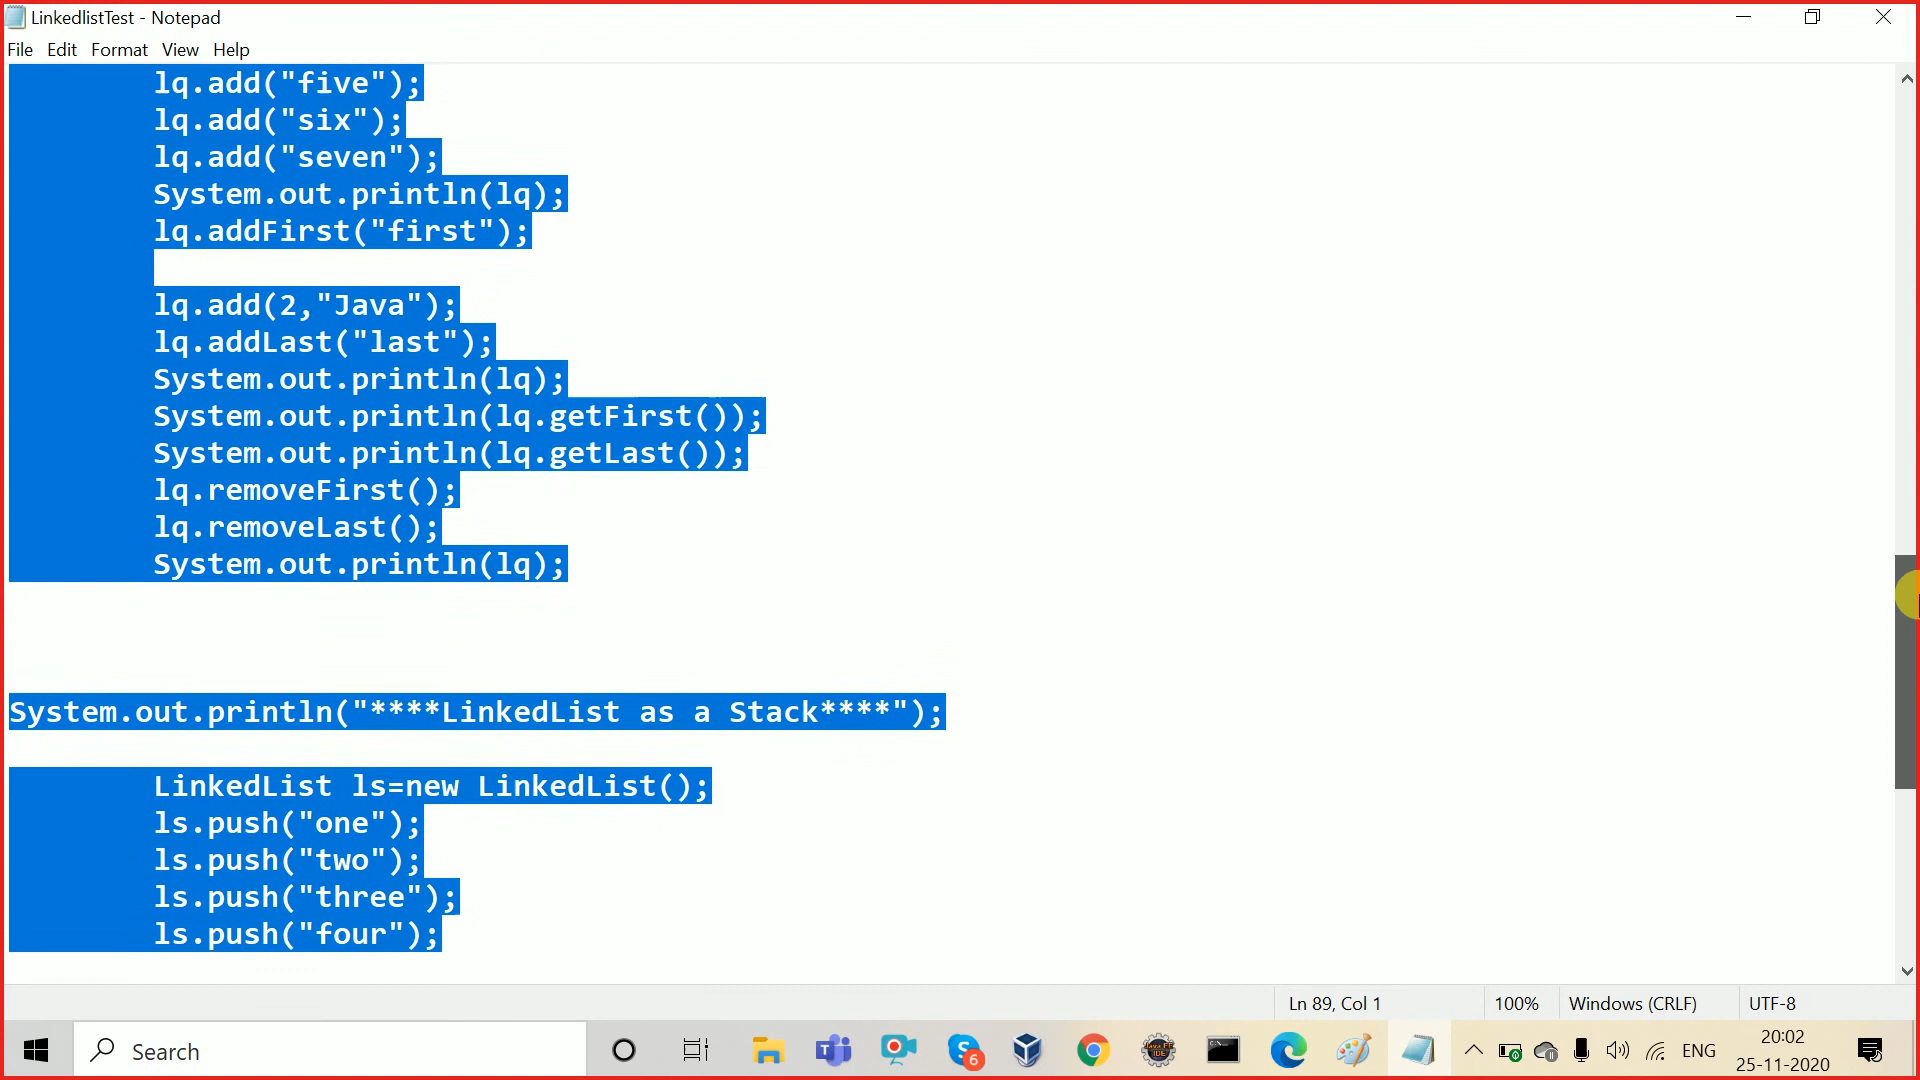 LinkedlistTest - Notepad
File Edit Format View Help
lq.add("five");
lq.add("six");
lq.add("seven");
System.out.println(lq);
lq.addFirst("first");
lq.add(2,"Java");
lq.addLast("last");
System.out.println(lq);
System.out.println(lq.getFirst());
System.out.println(lq.getLast());
lq.removeFirst();
lq.removeLast();
System.out.println(lq);
System.out.println("****LinkedList as a Stack****");
LinkedList ls=new LinkedList();
ls.push("one");
ls.push("two");
ls.push("three");
ls.push("four");
Ln 89, Col 1 100% Windows (CRLF) UTF-8
Search 6 ENG 20:02
25-11-2020